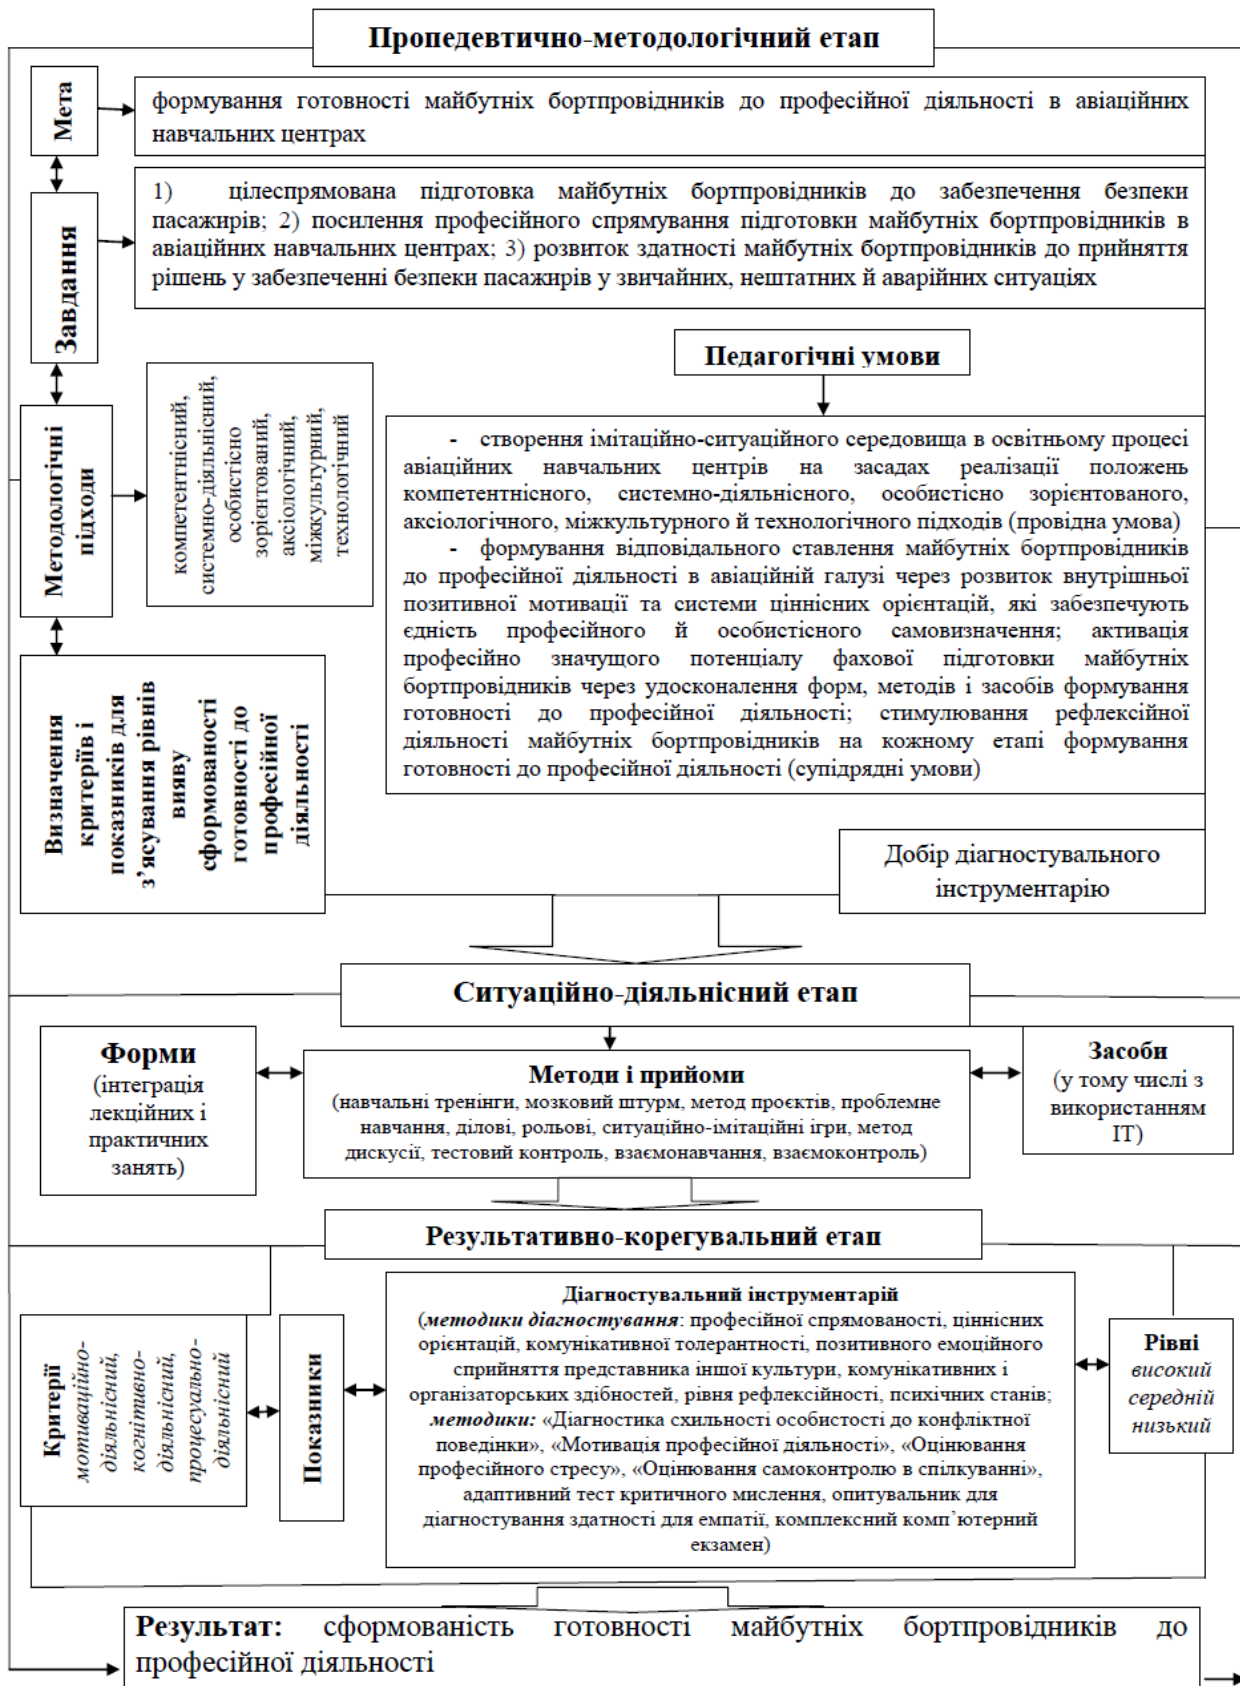 Пропедевтично-методологічний етап
Мета
формування готовності майбутніх бортпровідників до професійної діяльності в авіаційних
навчальних центрах
Завдання
1) цілеспрямована підготовка майбутніх бортпровідників до забезпечення безпеки
пасажирів; 2) посилення професійного спрямування підготовки майбутніх бортпровідників в
авіаційних навчальних центрах; 3) розвиток здатності майбутніх бортпровідників до прийняття
рішень у забезпеченні безпеки пасажирів у звичайних, нештатних й аварійних ситуаціях
Методологічні
підходи
компетентнісний,
системно-діяльнісний,
особистісно
зорієнтований,
аксіологічний,
міжкультурний,
технологічний
Педагогічні умови
- створення імітаційно-ситуаційного середовища в освітньому процесі
авіаційних навчальних центрів на засадах реалізації положень
компетентнісного, системно-діяльнісного, особистісно зорієнтованого,
аксіологічного, міжкультурного й технологічного підходів (провідна умова)
- формування відповідального ставлення майбутніх бортпровідників
до професійної діяльності в авіаційній галузі через розвиток внутрішньої
позитивної мотивації та системи ціннісних орієнтацій, які забезпечують
єдність професійного й особистісного самовизначення; активація
професійно значущого потенціалу фахової підготовки майбутніх
бортпровідників через удосконалення форм, методів і засобів формування
готовності до професійної діяльності; стимулювання рефлексійної
діяльності майбутніх бортпровідників на кожному етапі формування
готовності до професійної діяльності (супідрядні умови)
Визначення
критеріїв і
показників для
з’ясування рівнів
вияву
сформованості
готовності до
професійної
діяльності
Добір діагностувального
інструментарію
Ситуаційно-діяльнісний етап
Форми
(інтеграція
лекційних і
практичних
занять)
Методи і прийоми
(навчальні тренінги, мозковий штурм, метод проєктів, проблемне
навчання, ділові, рольові, ситуаційно-імітаційні ігри, метод
дискусії, тестовий контроль, взаємонавчання, взаємоконтроль)
Засоби
(у тому числі з
використанням
ІТ)
Результативно-корегувальний етап
Критерії
мотиваційно-
діяльнісний,
когнітивно-
діяльнісний,
процесуально-
діяльнісний
Показники
Діагностувальний інструментарій
(методики діагностування: професійної спрямованості, ціннісних
орієнтацій, комунікативної толерантності, позитивного емоційного
сприйняття представника іншої культури, комунікативних і
організаторських здібностей, рівня рефлексійності, психічних станів;
методики: «Діагностика схильності особистості до конфліктної
поведінки», «Мотивація професійної діяльності», «Оцінювання
професійного стресу», «Оцінювання самоконтролю в спілкуванні»,
адаптивний тест критичного мислення, опитувальник для
діагностування здатності для емпатії, комплексний комп’ютерний
екзамен)
Рівні
високий
середній
низький
Результат: сформованість готовності майбутніх бортпровідників до
професійної діяльності